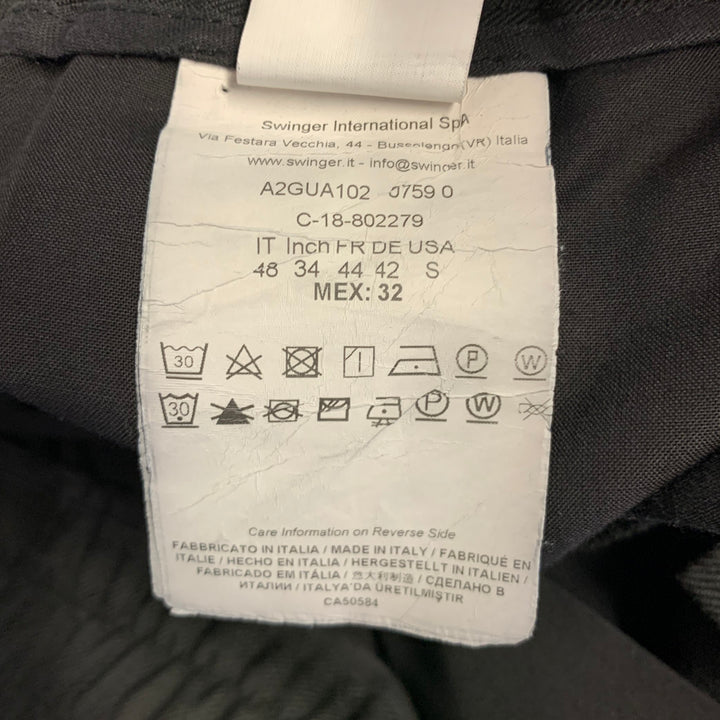 Swinger International SpA
Via Festara Vecchia, 44 - Bussolengo (VR) Italia
www.swinger.it - info@swinger.it
A2GUA102 0759 0
C-18-802279
IT Inch FR DE USA
48 34 44 42 S
MEX: 32
30 P W
30 P W
Care Information on Reverse Side
FABBRICATO IN ITALIA / MADE IN ITALY / FABRIQUÉ EN
ITALIE / HECHO EN ITALIA / HERGESTELLT IN ITALIEN /
FABRICADO EM ITÁLIA / 意大利制造 / СДЕЛАНО В
ИТАЛИИ / ITALYA'DA ÜRETILMIŞTIR
CA50584